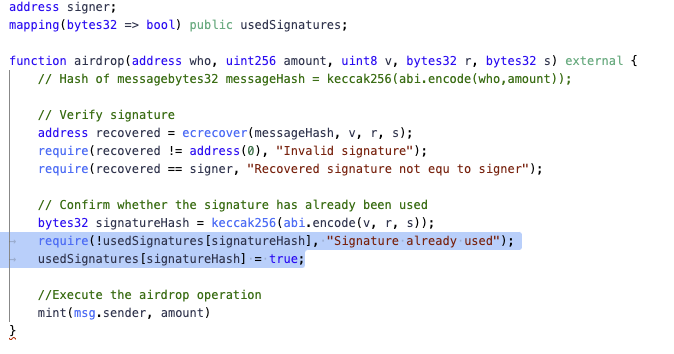 address signer;
mapping(bytes32 => bool) public usedSignatures;
function airdrop(address who, uint256 amount, uint8 v, bytes32 r, bytes32 s) external {
// Hash of messagebytes32 messageHash = keccak256(abi.encode(who,amount));
// Verify signature
address recovered = ecrecover(messageHash, v, r, s);
require(recovered != address(0), "Invalid signature");
require(recovered == signer, "Recovered signature not equ to signer");
// Confirm whether the signature has already been used
bytes32 signatureHash = keccak256(abi.encode(v, r, s));
require(!usedSignatures[signatureHash], "Signature already used");
usedSignatures[signatureHash] = true;
//Execute the airdrop operation
mint(msg.sender, amount)
}